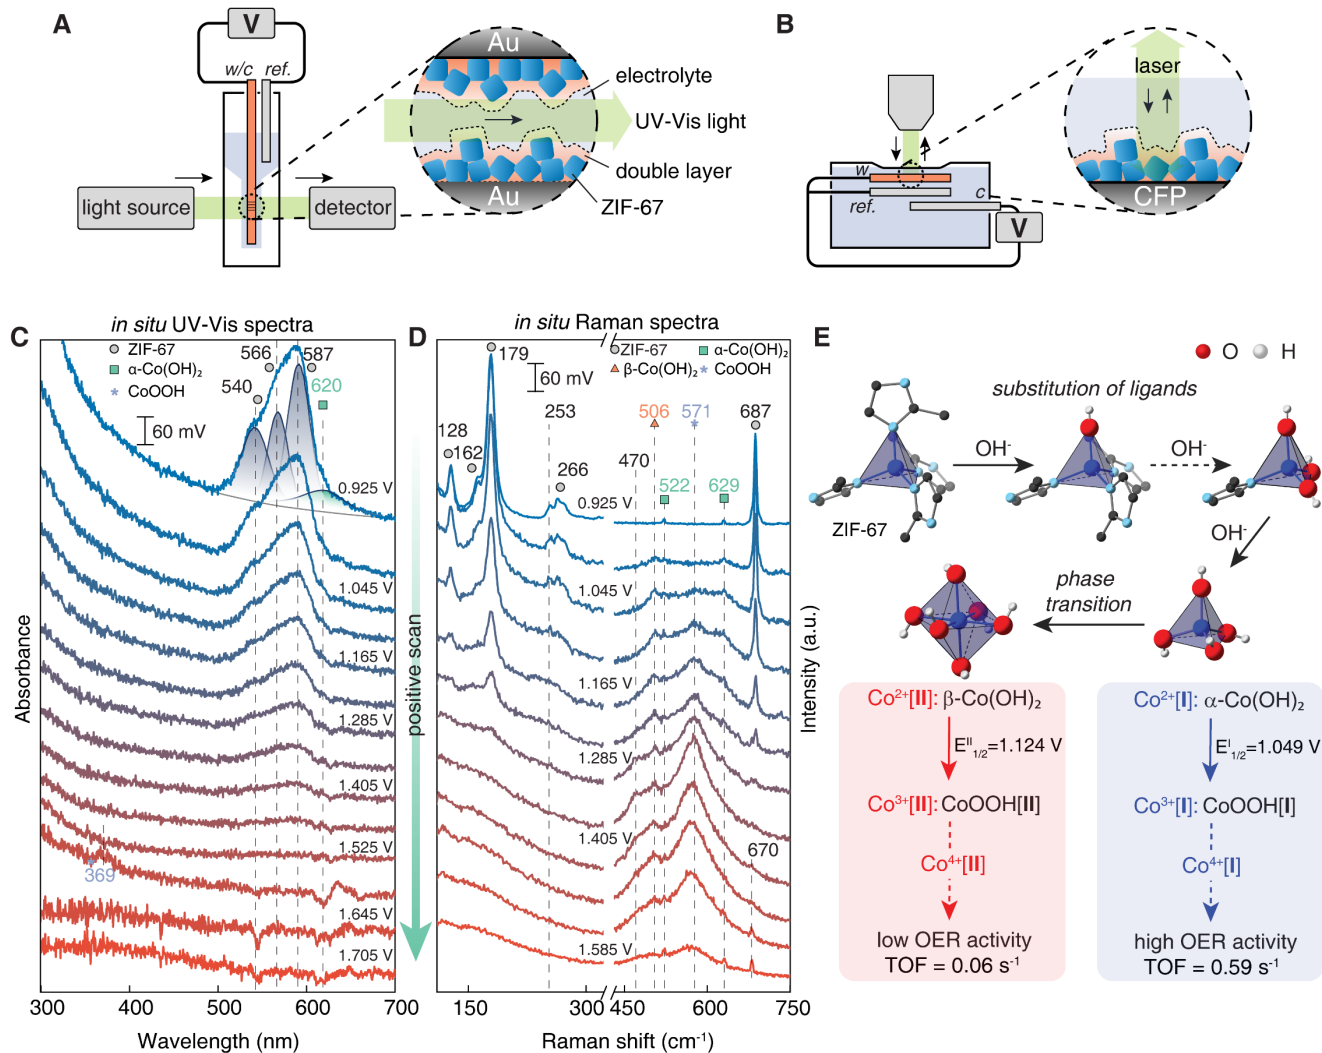 A
V
w/c
ref.
light source
detector
Au
electrolyte
UV-Vis light
double layer
ZIF-67
Au
B
w
ref.
c
V
laser
CFP
C
in situ UV-Vis spectra
ZIF-67
α-Co(OH)₂
CoOOH
60 mV
540
566
587
620
0.925 V
1.045 V
1.165 V
1.285 V
1.405 V
1.525 V
369
1.645 V
1.705 V
Absorbance
300
400
500
600
700
Wavelength (nm)
positive scan
D
in situ Raman spectra
ZIF-67
α-Co(OH)₂
β-Co(OH)₂
CoOOH
60 mV
179
128
162
253
266
470
506
522
571
629
687
0.925 V
1.045 V
1.165 V
1.285 V
1.405 V
670
1.585 V
Intensity (a.u.)
150
300
450
600
750
Raman shift (cm⁻¹)
E
O
H
substitution of ligands
OH⁻
OH⁻
ZIF-67
OH⁻
phase
transition
Co²⁺[II]: β-Co(OH)₂
Eᴵᴵ₁/₂=1.124 V
Co³⁺[II]: CoOOH[II]
Co⁴⁺[II]
low OER activity
TOF = 0.06 s⁻¹
Co²⁺[I]: α-Co(OH)₂
Eᴵ₁/₂=1.049 V
Co³⁺[I]: CoOOH[I]
Co⁴⁺[I]
high OER activity
TOF = 0.59 s⁻¹